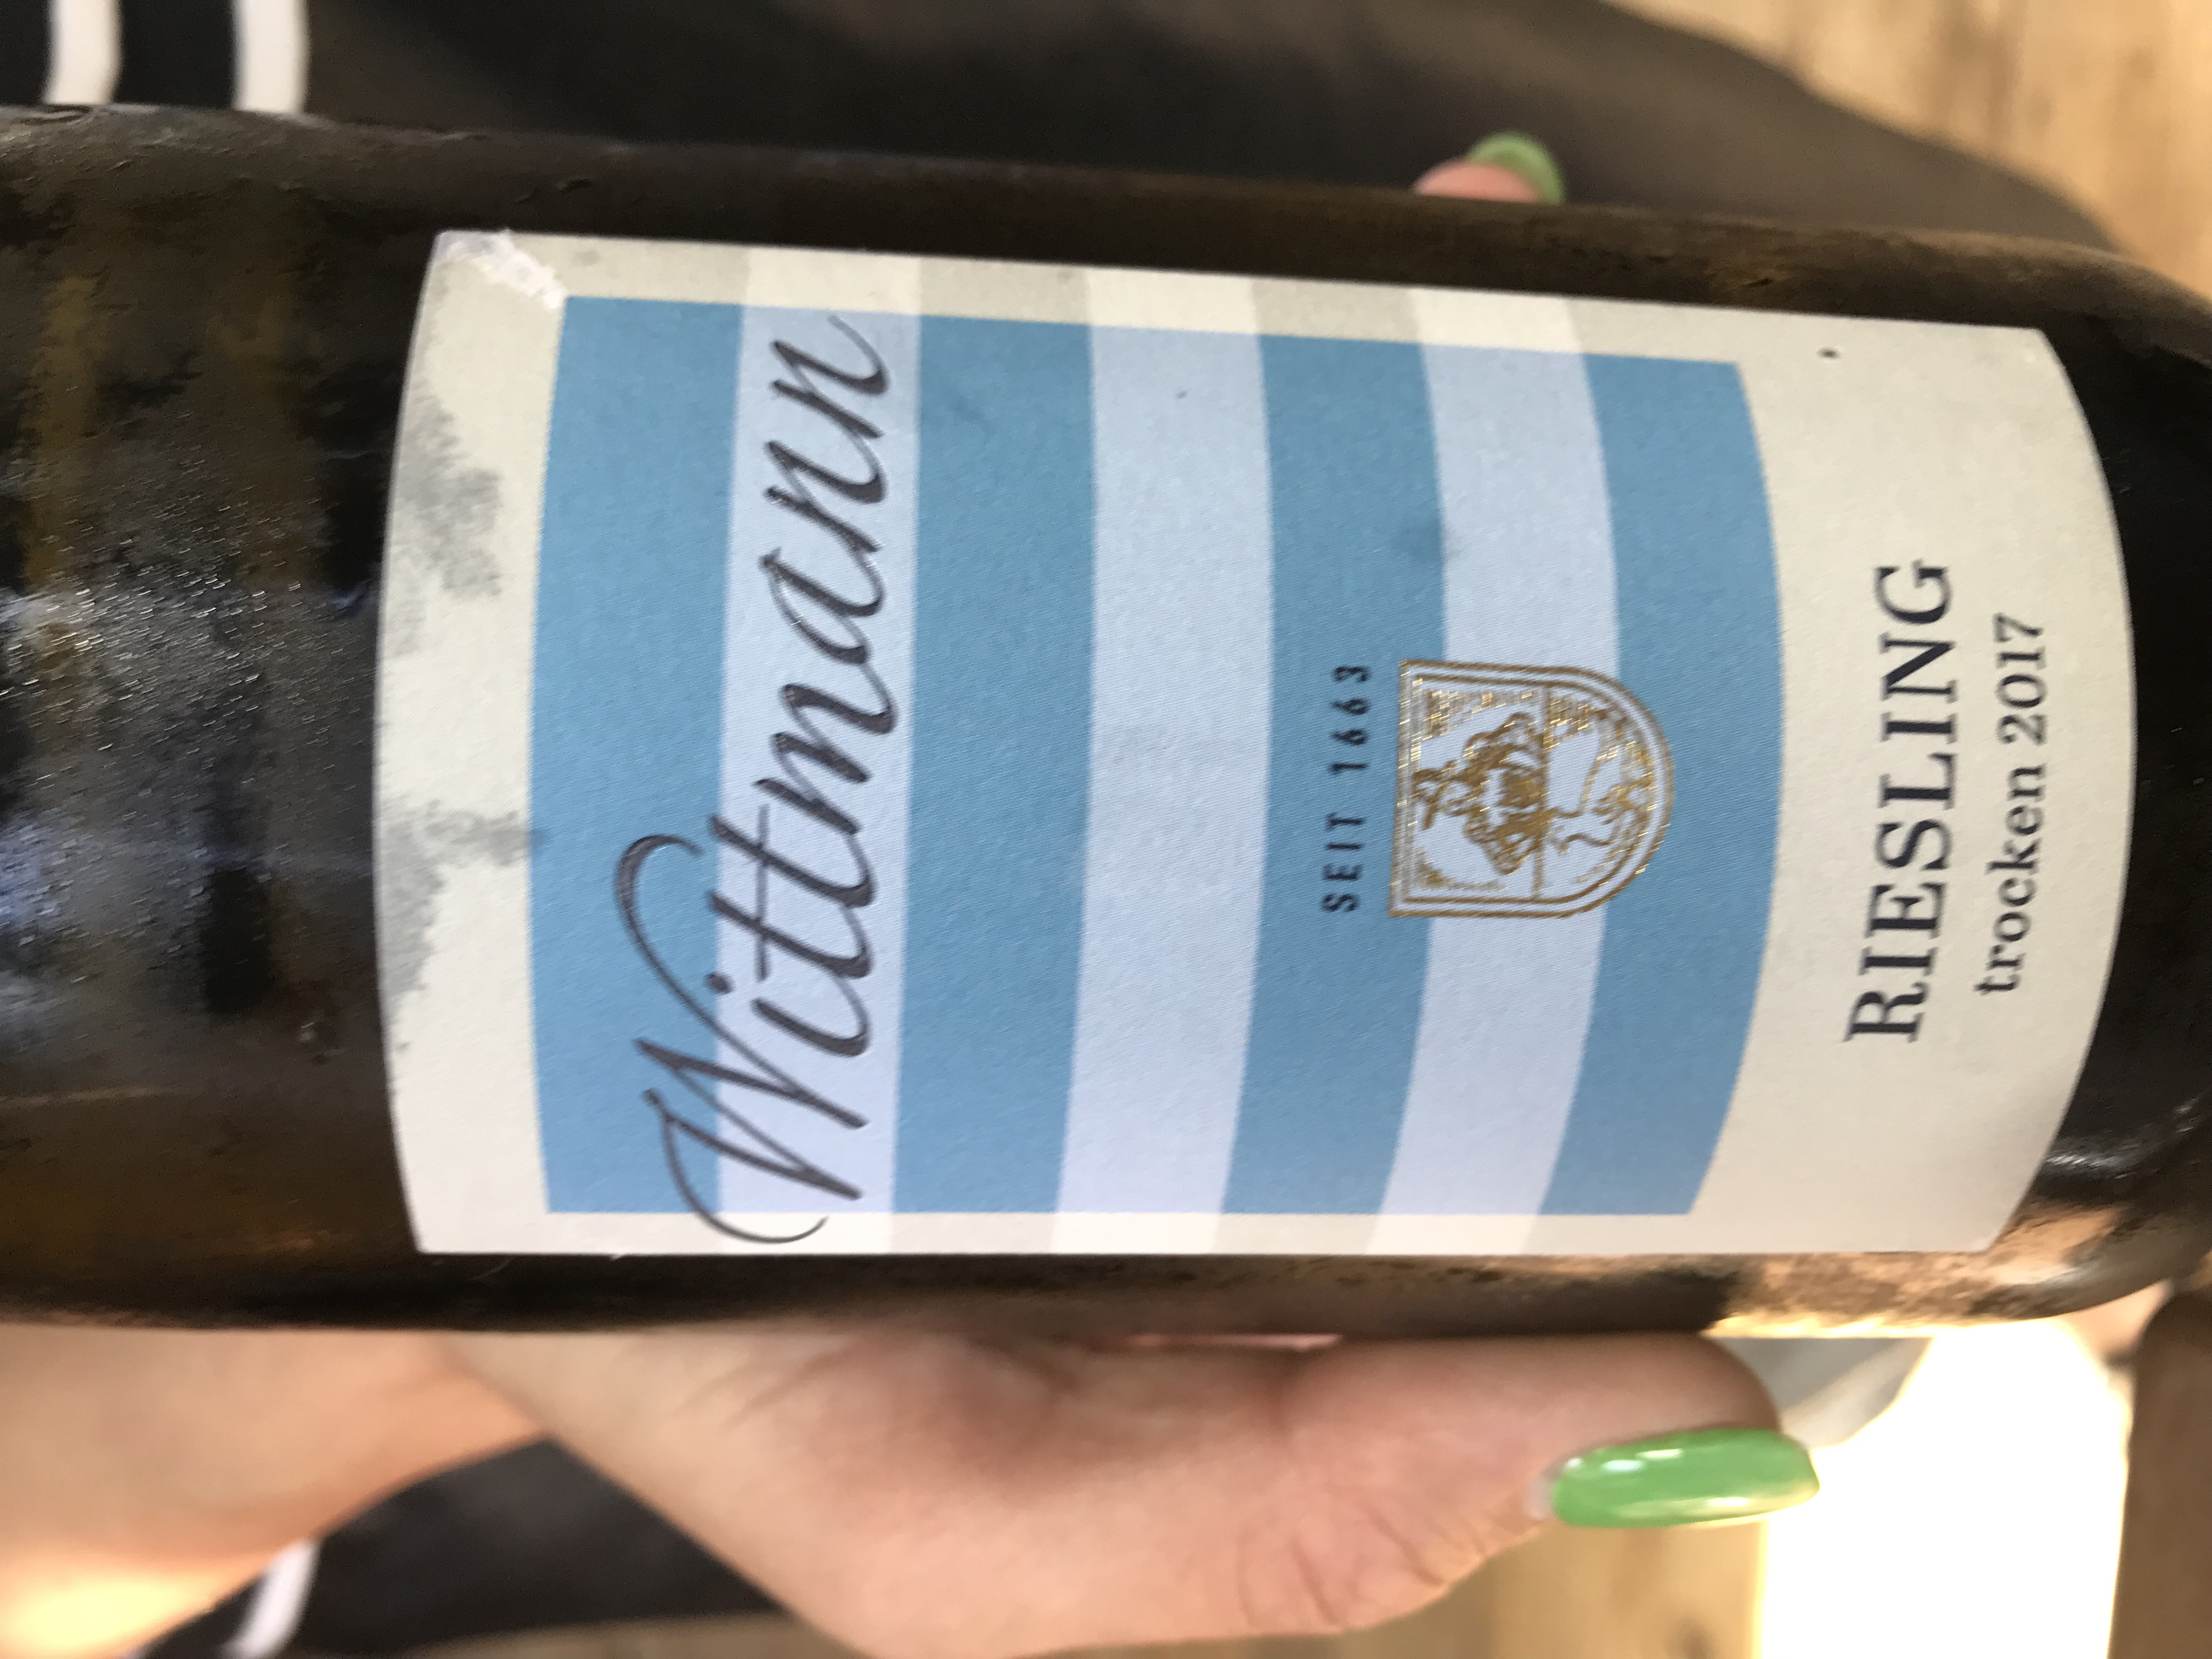 Wittmann
SEIT 1663
RIESLING
trocken 2017